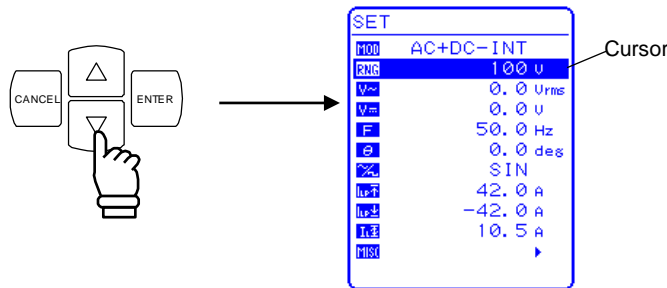 CANCEL
ENTER
SET
MOD AC+DC-INT
RNG 100 V
V~ 0.0 Vrms
V⎓ 0.0 V
F 50.0 Hz
θ 0.0 deg
SIN
42.0 A
-42.0 A
10.5 A
MISC
Cursor